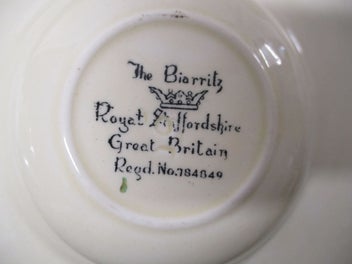 The Biarritz
Royal Staffordshire
Great Britain
Regd. No. 784849